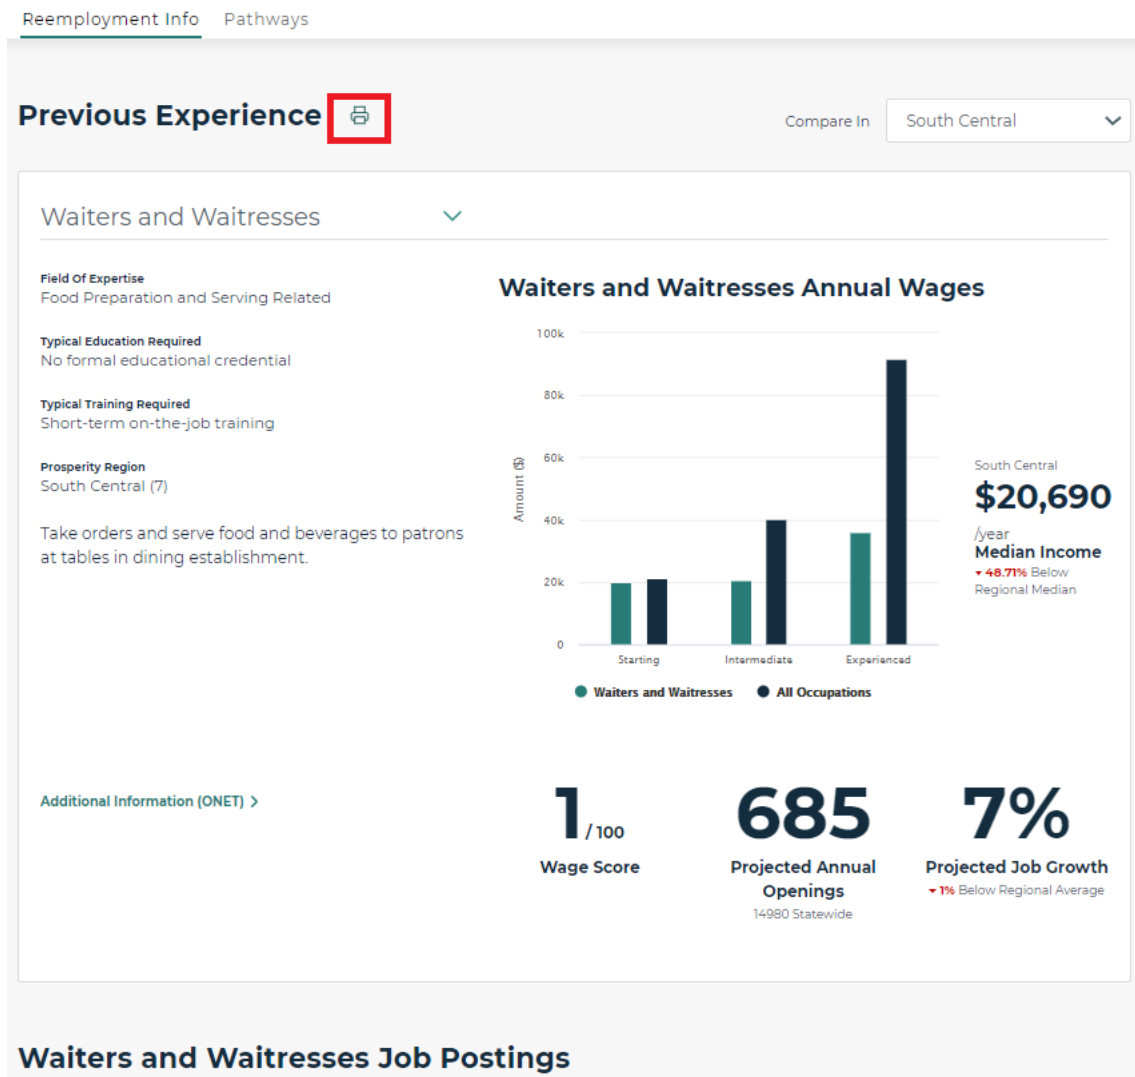 Reemployment Info Pathways
Previous Experience
Compare In South Central
Waiters and Waitresses
Field Of Expertise
Food Preparation and Serving Related
Typical Education Required
No formal educational credential
Typical Training Required
Short-term on-the-job training
Prosperity Region
South Central (7)
Take orders and serve food and beverages to patrons
at tables in dining establishment.
Additional Information (ONET)
Waiters and Waitresses Annual Wages
100k
80k
60k
40k
20k
0
Amount ($)
Starting Intermediate Experienced
Waiters and Waitresses All Occupations
South Central
$20,690
/year
Median Income
48.71% Below
Regional Median
1 / 100
Wage Score
685
Projected Annual
Openings
14980 Statewide
7%
Projected Job Growth
1% Below Regional Average
Waiters and Waitresses Job Postings